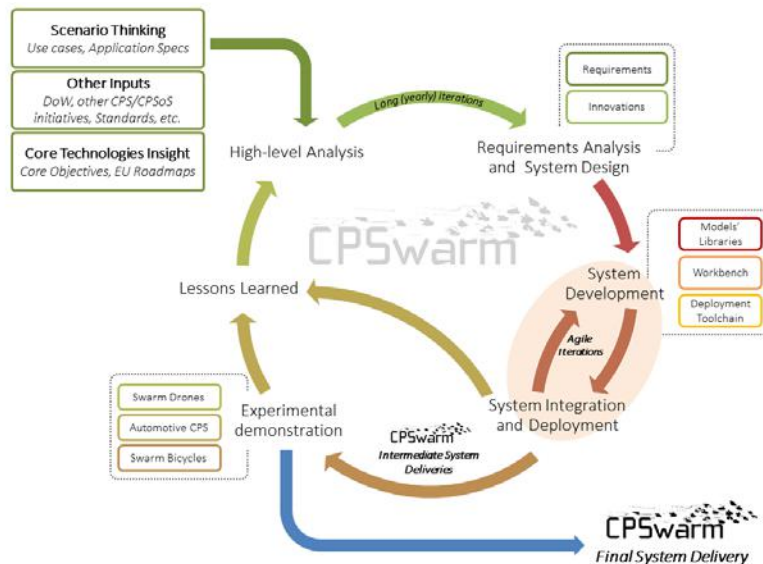 Scenario Thinking
Use cases, Application Specs
Other Inputs
DoW, other CPS/CPSoS
initiatives, Standards, etc.
Core Technologies Insight
Core Objectives, EU Roadmaps
High-level Analysis
Long (yearly) iterations
Requirements
Innovations
Requirements Analysis
and System Design
CPSwarm
Models'
Libraries
Workbench
Deployment
Toolchain
System
Development
Agile
Iterations
System Integration
and Deployment
Lessons Learned
Swarm Drones
Automotive CPS
Swarm Bicycles
Experimental
demonstration
CPSwarm
Intermediate System
Deliveries
CPSwarm
Final System Delivery